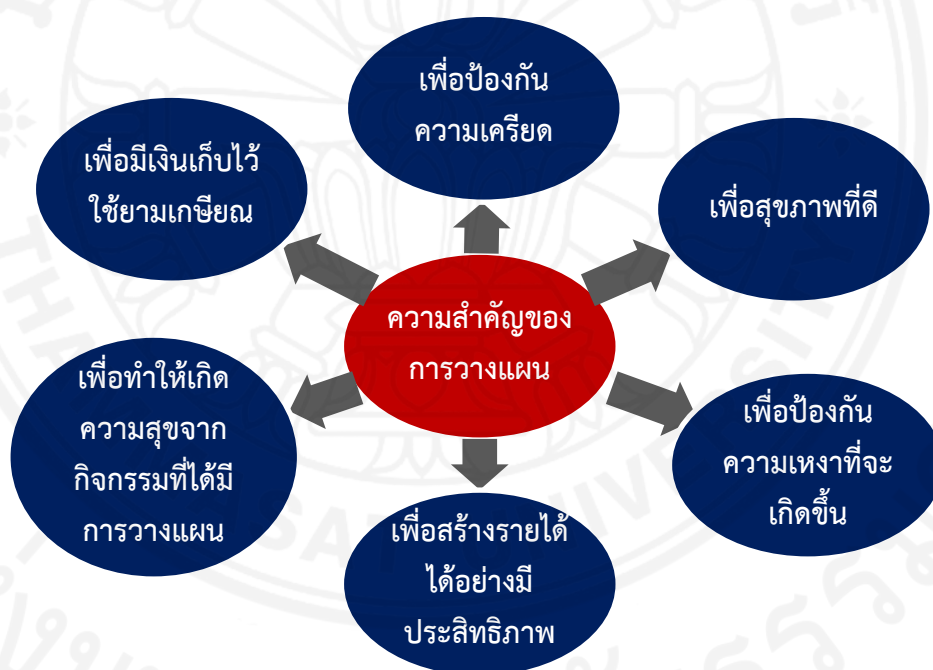 เพื่อป้องกัน
ความเครียด
เพื่อมีเงินเก็บไว้
ใช้ยามเกษียณ
เพื่อสุขภาพที่ดี
ความสำคัญของ
การวางแผน
เพื่อทำให้เกิด
ความสุขจาก
กิจกรรมที่ได้มี
การวางแผน
เพื่อป้องกัน
ความเหงาที่จะ
เกิดขึ้น
เพื่อสร้างรายได้
ได้อย่างมี
ประสิทธิภาพ